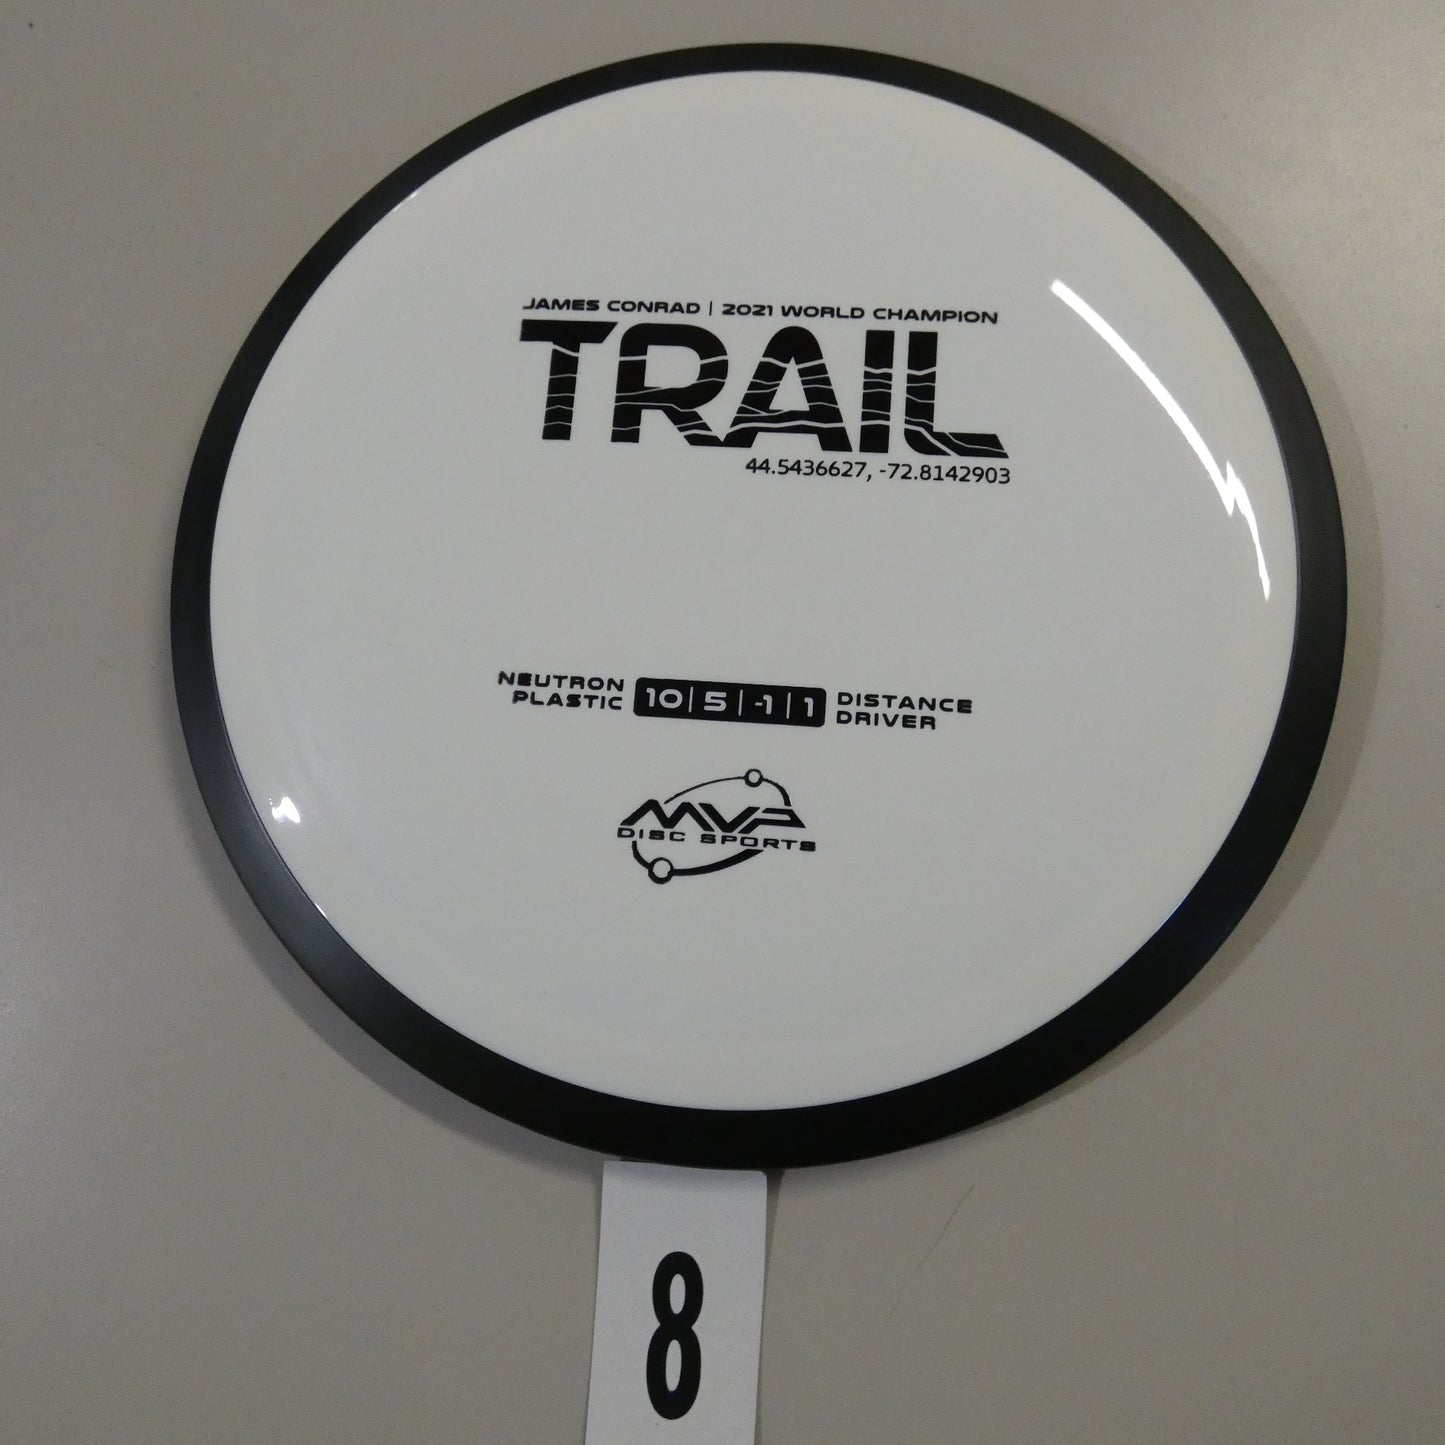 JAMES CONRAD | 2021 WORLD CHAMPION
TRAIL
44.5436627, -72.8142903
NEUTRON PLASTIC
10 | 5 | -1 | 1
DISTANCE DRIVER
MVP
DISC SPORTS
8